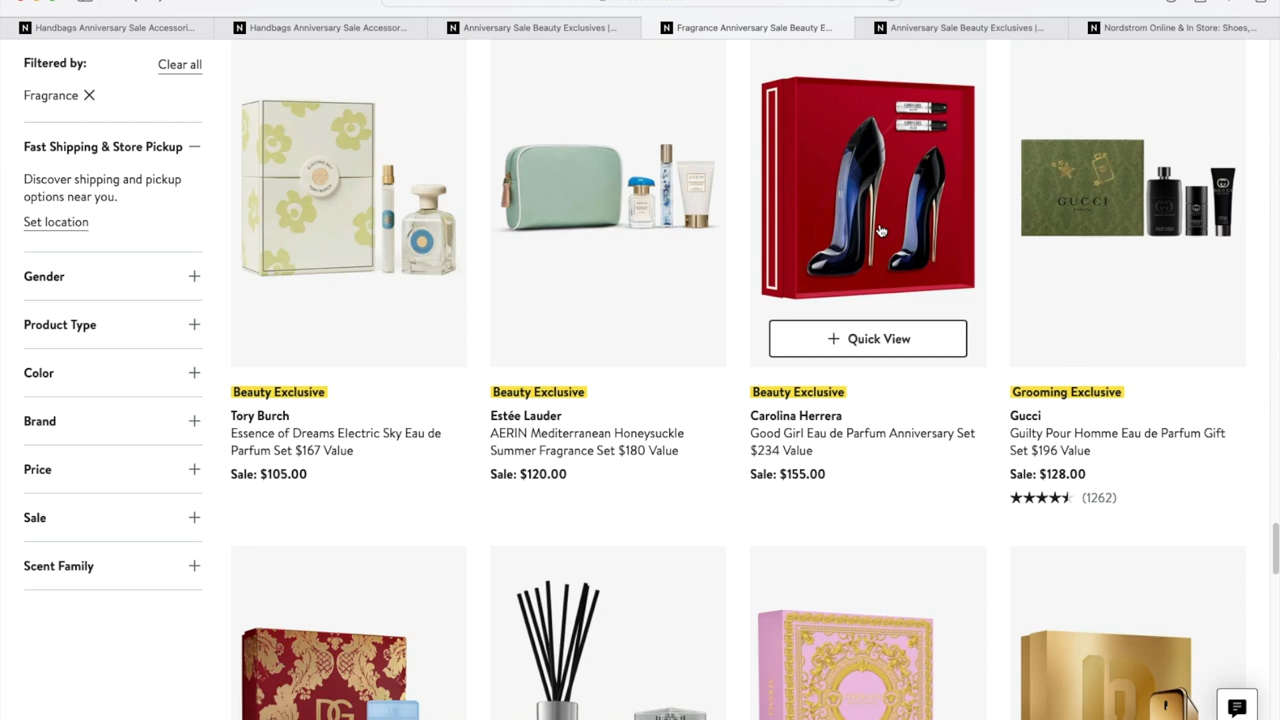 Handbags Anniversary Sale Accessori...
Handbags Anniversary Sale Accessor...
Anniversary Sale Beauty Exclusives |...
Fragrance Anniversary Sale Beauty E...
Anniversary Sale Beauty Exclusives |...
Nordstrom Online & In Store: Shoes,...
Filtered by:
Clear all
Fragrance
Fast Shipping & Store Pickup
Discover shipping and pickup
options near you.
Set location
Gender
Product Type
Color
Brand
Price
Sale
Scent Family
GUCCI
Quick View
Beauty Exclusive
Tory Burch
Essence of Dreams Electric Sky Eau de
Parfum Set $167 Value
Sale: $105.00
Beauty Exclusive
Estée Lauder
AERIN Mediterranean Honeysuckle
Summer Fragrance Set $180 Value
Sale: $120.00
Beauty Exclusive
Carolina Herrera
Good Girl Eau de Parfum Anniversary Set
$234 Value
Sale: $155.00
Grooming Exclusive
Gucci
Guilty Pour Homme Eau de Parfum Gift
Set $196 Value
Sale: $128.00
(1262)
DG